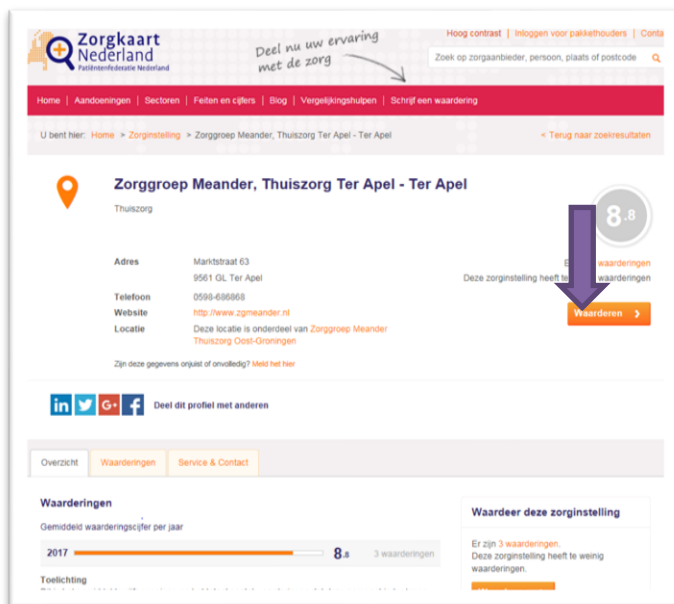 Zorgkaart
Nederland
Patiëntenfederatie Nederland
Deel nu uw ervaring
met de zorg
Hoog contrast | Inloggen voor pakkethouders | Conta
Zoek op zorgaanbieder, persoon, plaats of postcode
Home | Aandoeningen | Sectoren | Feiten en cijfers | Blog | Vergelijkingshulpen | Schrijf een waardering
U bent hier: Home > Zorginstelling > Zorggroep Meander, Thuiszorg Ter Apel - Ter Apel
< Terug naar zoekresultaten
Zorggroep Meander, Thuiszorg Ter Apel - Ter Apel
Thuiszorg
8.8
Adres Marktstraat 63
9561 GL Ter Apel
Telefoon 0598-686868
Website http://www.zgmeander.nl
Locatie Deze locatie is onderdeel van Zorggroep Meander
Thuiszorg Oost-Groningen
waarderingen
Deze zorginstelling heeft te waarderingen
Waarderen
Zijn deze gegevens onjuist of onvolledig? Meld het hier
in G+ f Deel dit profiel met anderen
Overzicht Waarderingen Service & Contact
Waarderingen
Gemiddeld waarderingscijfer per jaar
2017 8.8 3 waarderingen
Toelichting
Waardeer deze zorginstelling
Er zijn 3 waarderingen.
Deze zorginstelling heeft te weinig
waarderingen.